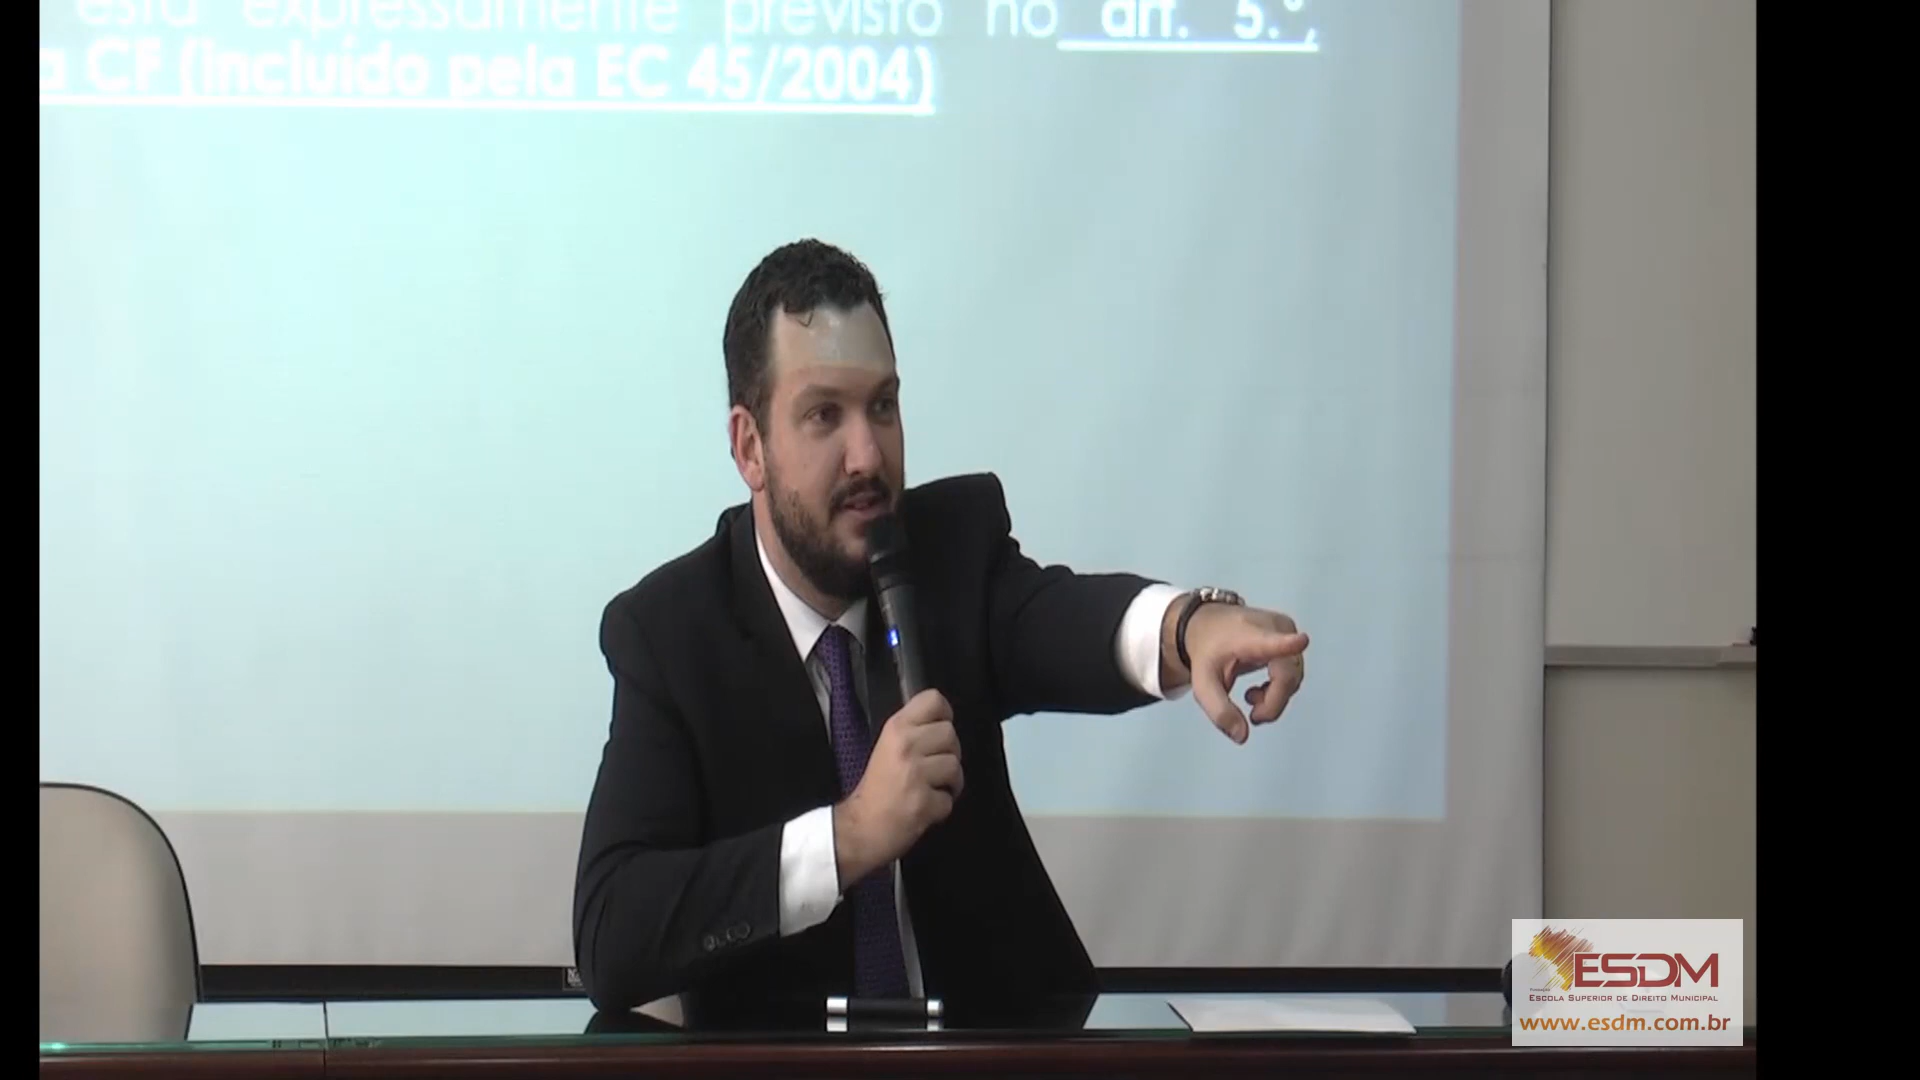 está expressamente previsto no art. 5.º,
a CF (incluído pela EC 45/2004)
ESDM
ESCOLA SUPERIOR DE DIREITO MUNICIPAL
www.esdm.com.br